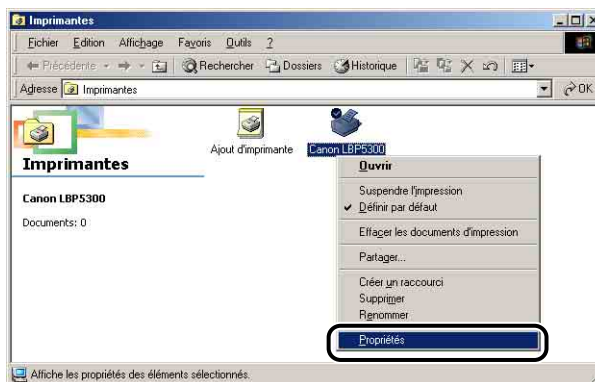 Imprimantes
Fichier Edition Affichage Favoris Outils ?
Précédente Rechercher Dossiers Historique
Adresse Imprimantes OK
Imprimantes
Canon LBP5300
Documents: 0
Ajout d'imprimante
Canon LBP5300
Ouvrir
Suspendre l'impression
Définir par défaut
Effacer les documents d'impression
Partager...
Créer un raccourci
Supprimer
Renommer
Propriétés
Affiche les propriétés des éléments sélectionnés.